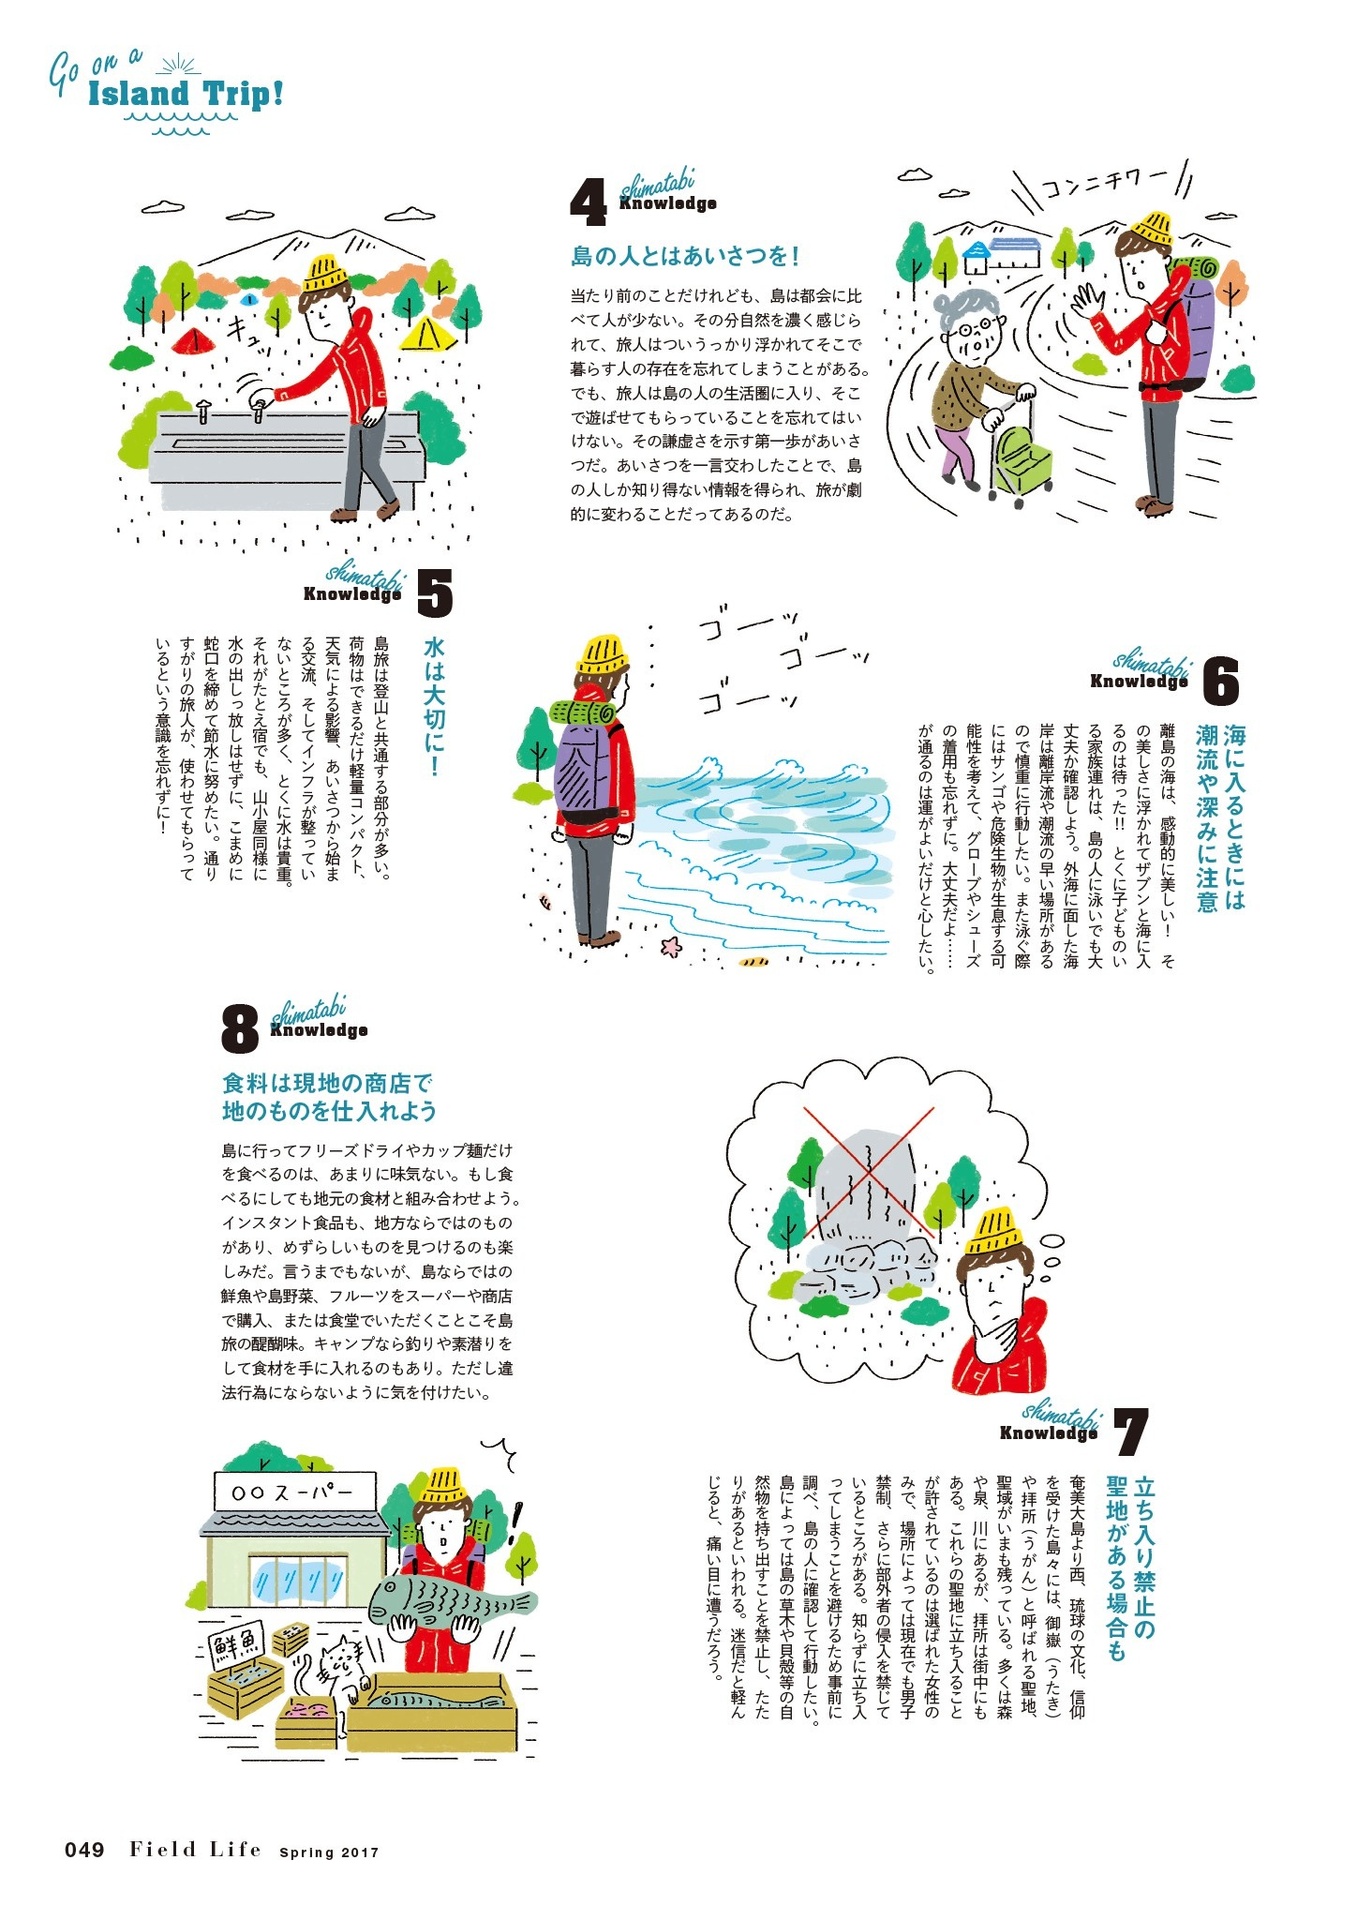 Go on a
Island Trip!
コンニチワー
4
shimatabi
Knowledge
島の人とはあいさつを！
当たり前のことだけれども、島は都会に比
べて人が少ない。その分自然を濃く感じら
れて、旅人はついうっかり浮かれてそこで
暮らす人の存在を忘れてしまうことがある。
でも、旅人は島の人の生活圏に入り、そこ
で遊ばせてもらっていることを忘れてはい
けない。その謙虚さを示す第一歩があいさ
つだ。あいさつを一言交わしたことで、島
の人しか知り得ない情報を得られ、旅が劇
的に変わることだってあるのだ。
キュッ
shimatabi
Knowledge
5
水は大切に！
島旅は登山と共通する部分が多い。
荷物はできるだけ軽量コンパクト、
天気による影響、あいさつから始ま
る交流、そしてインフラが整ってい
ないところが多く、とくに水は貴重。
それがたとえ宿でも、山小屋同様に
水の出しっ放しはせずに、こまめに
蛇口を締めて節水に努めたい。通り
すがりの旅人が、使わせてもらって
いるという意識を忘れずに！
ゴーッ
ゴーッ
ゴーッ
shimatabi
Knowledge
6
海に入るときには
潮流や深みに注意
離島の海は、感動的に美しい！　そ
の美しさに浮かれてザブンと海に入
るのは待った!!　とくに子どものい
る家族連れは、島の人に泳いでも大
丈夫か確認しよう。外海に面した海
岸は離岸流や潮流の早い場所がある
ので慎重に行動したい。また泳ぐ際
にはサンゴや危険生物が生息する可
能性を考えて、グローブやシューズ
の着用も忘れずに。大丈夫だよ……
が通るのは運がよいだけと心したい。
shimatabi
Knowledge
7
立ち入り禁止の
聖地がある場合も
奄美大島より西、琉球の文化、信仰
を受けた島々には、御嶽（うたき）
や拝所（うがん）と呼ばれる聖地、
聖域がいまも残っている。多くは森
や泉、川にあるが、拝所は街中にも
ある。これらの聖地に立ち入ること
が許されているのは選ばれた女性の
みで、場所によっては現在でも男子
禁制、さらに部外者の侵入を禁じて
いるところがある。知らずに立ち入
ってしまうことを避けるため事前に
調べ、島の人に確認して行動したい。
島によっては島の草木や貝殻等の自
然物を持ち出すことを禁止し、たた
りがあるといわれる。迷信だと軽ん
じると、痛い目に遭うだろう。
8
shimatabi
Knowledge
食料は現地の商店で
地のものを仕入れよう
島に行ってフリーズドライやカップ麺だけ
を食べるのは、あまりに味気ない。もし食
べるにしても地元の食材と組み合わせよう。
インスタント食品も、地方ならではのもの
があり、めずらしいものを見つけるのも楽
しみだ。言うまでもないが、島ならではの
鮮魚や島野菜、フルーツをスーパーや商店
で購入、または食堂でいただくことこそ島
旅の醍醐味。キャンプなら釣りや素潜りを
して食材を手に入れるのもあり。ただし違
法行為にならないように気を付けたい。
○○スーパー
!
鮮魚
049 Field Life Spring 2017